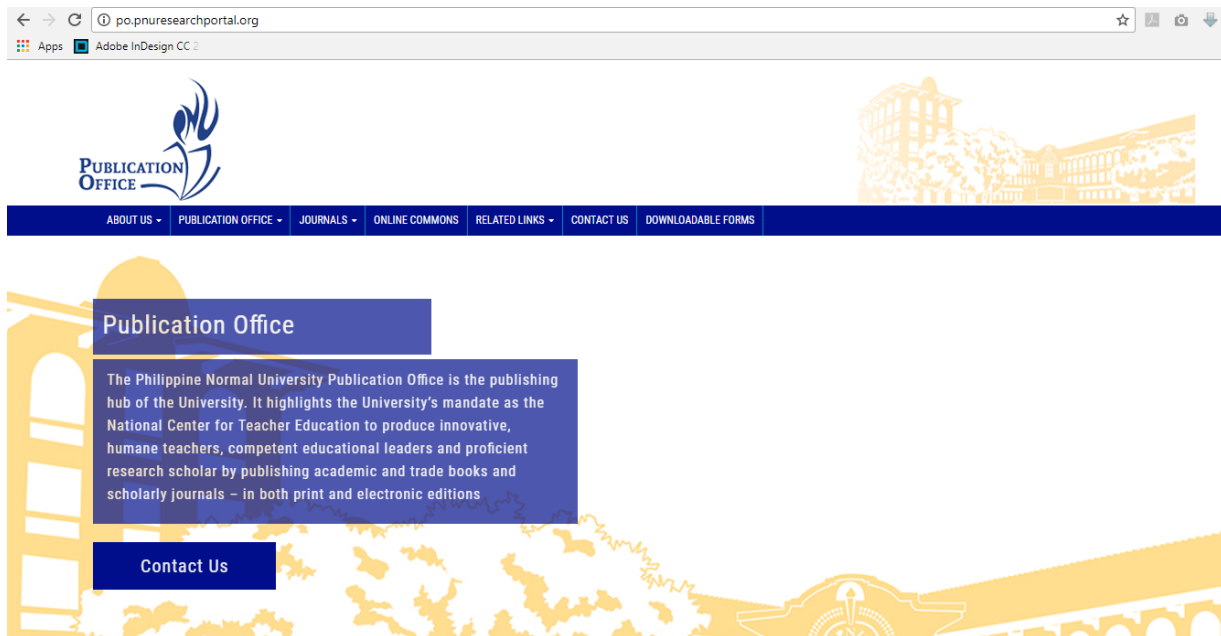 po.pnuresearchportal.org
Apps Adobe InDesign CC 2
PNU
PUBLICATION
OFFICE
ABOUT US PUBLICATION OFFICE JOURNALS ONLINE COMMONS RELATED LINKS CONTACT US DOWNLOADABLE FORMS
Publication Office
The Philippine Normal University Publication Office is the publishing
hub of the University. It highlights the University's mandate as the
National Center for Teacher Education to produce innovative,
humane teachers, competent educational leaders and proficient
research scholar by publishing academic and trade books and
scholarly journals – in both print and electronic editions
Contact Us